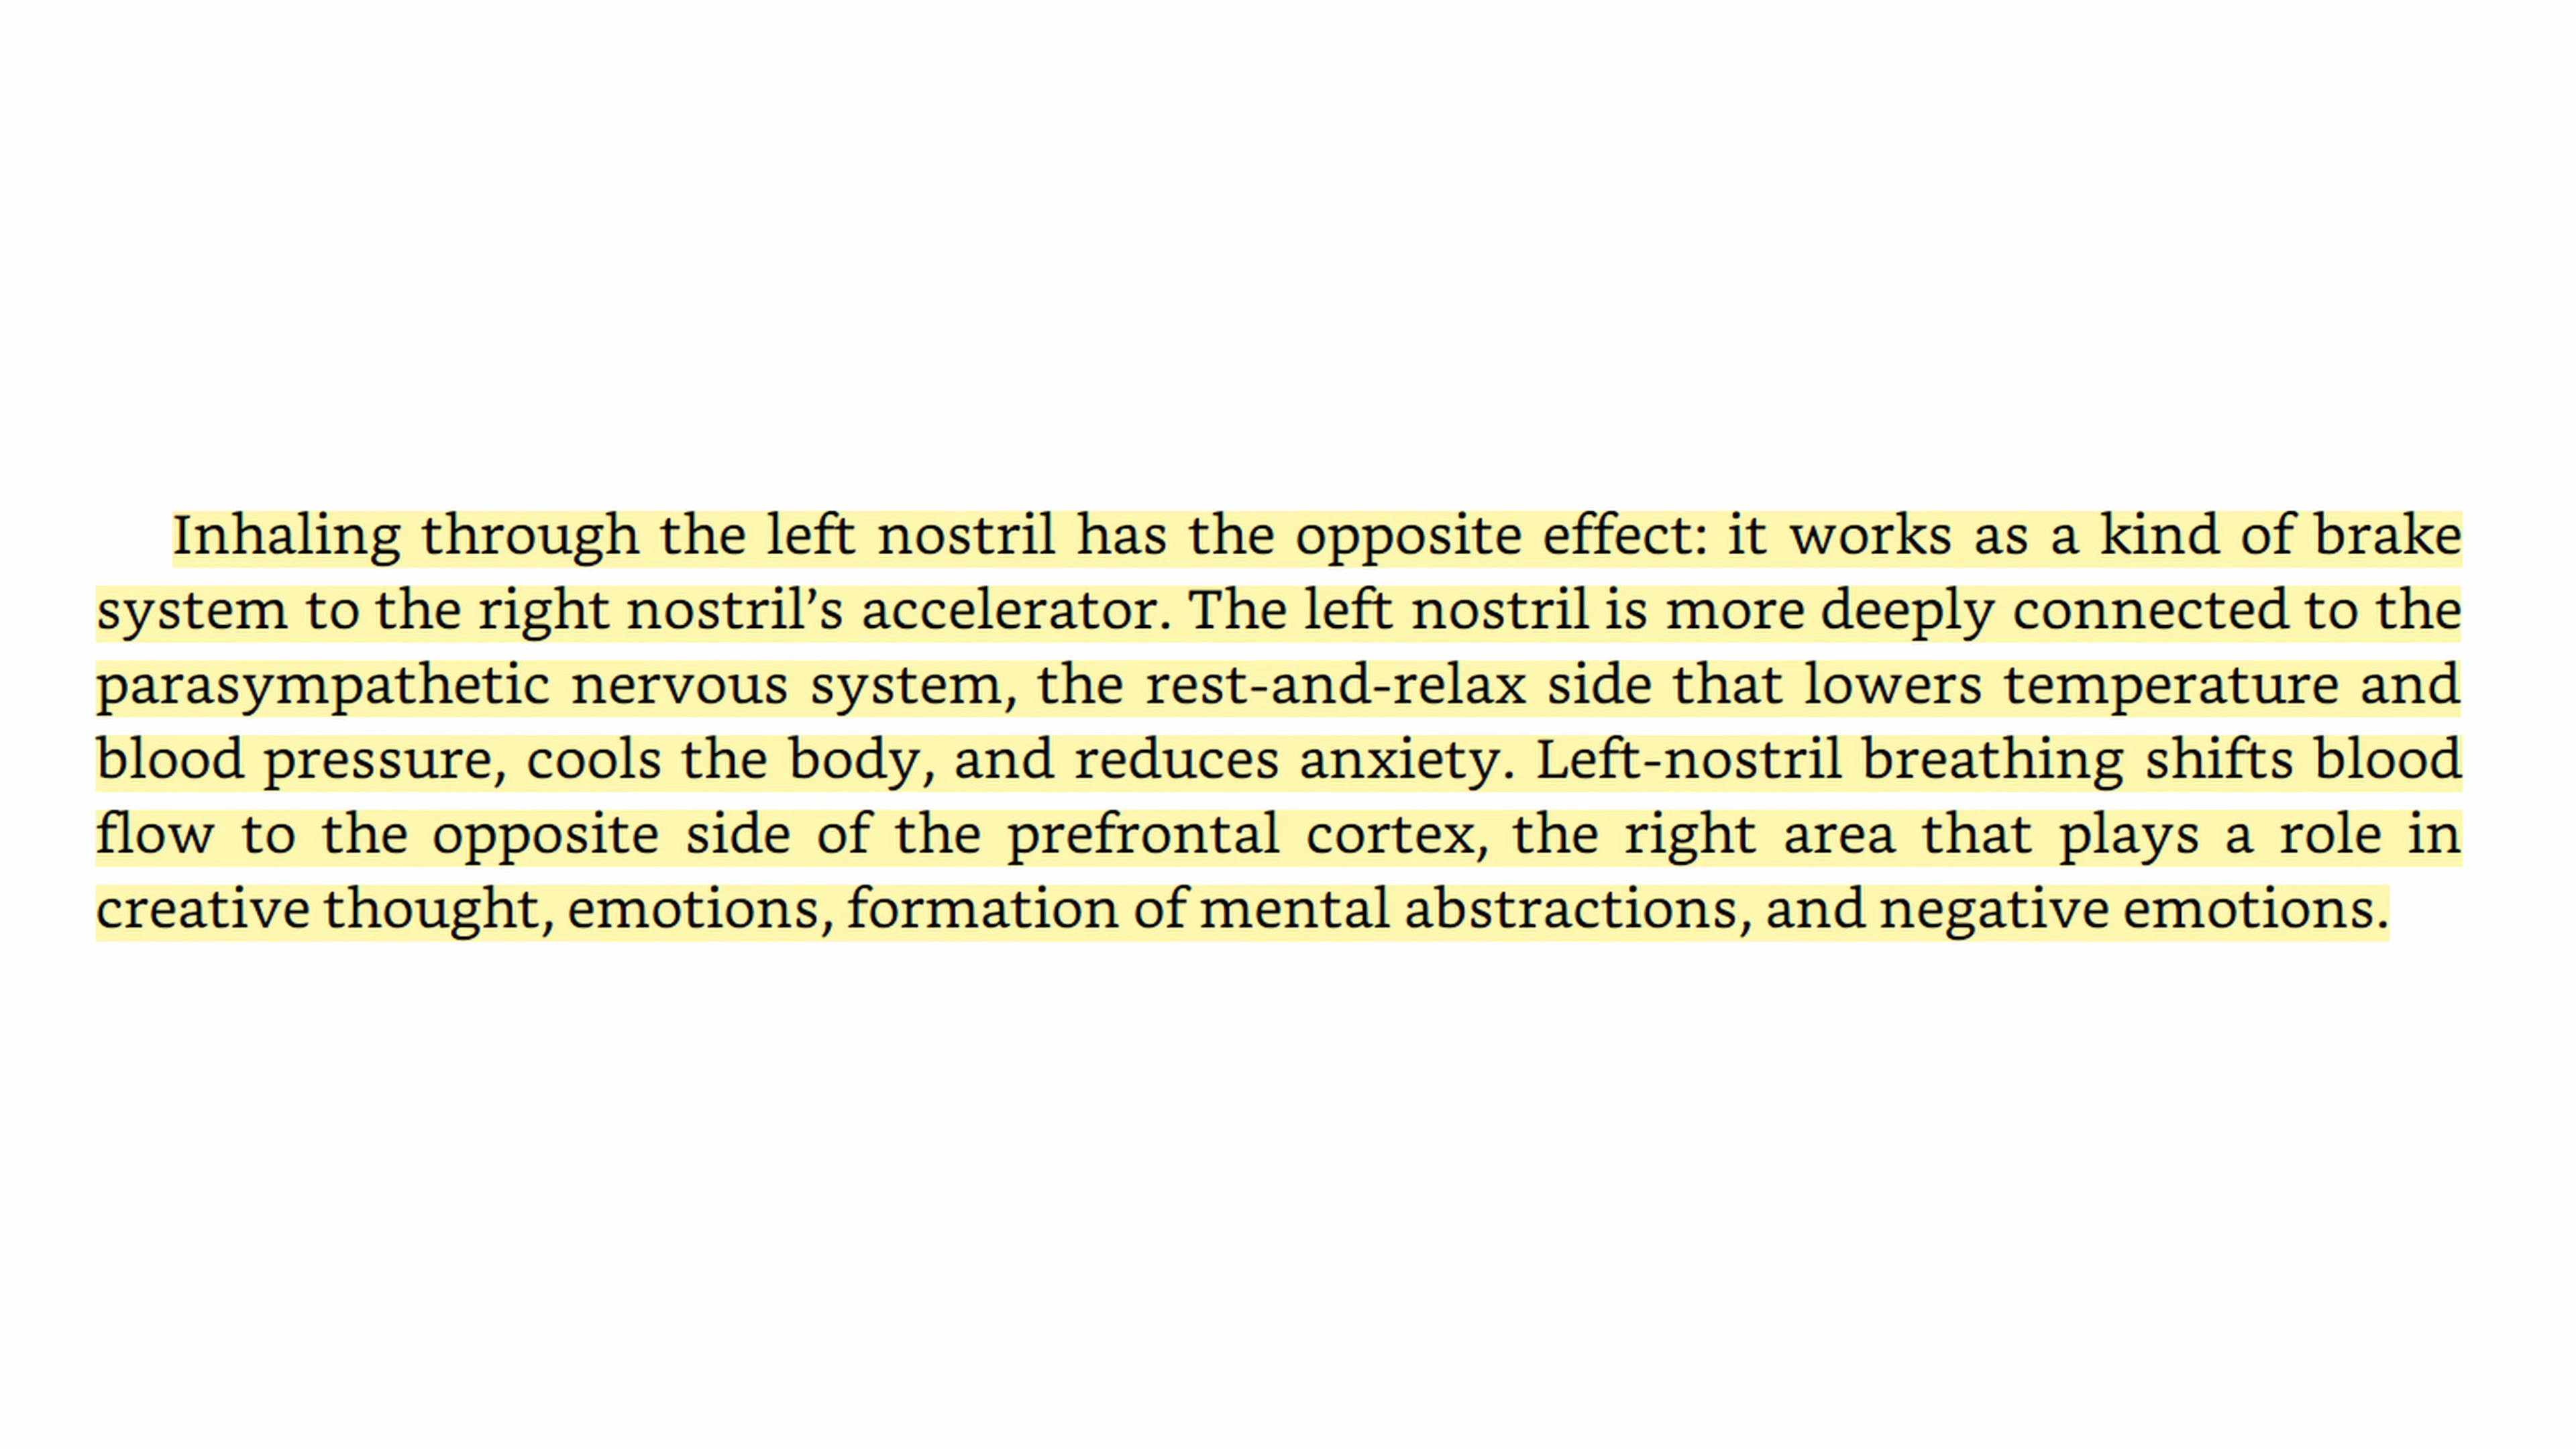 Inhaling through the left nostril has the opposite effect: it works as a kind of brake
system to the right nostril’s accelerator. The left nostril is more deeply connected to the
parasympathetic nervous system, the rest-and-relax side that lowers temperature and
blood pressure, cools the body, and reduces anxiety. Left-nostril breathing shifts blood
flow to the opposite side of the prefrontal cortex, the right area that plays a role in
creative thought, emotions, formation of mental abstractions, and negative emotions.